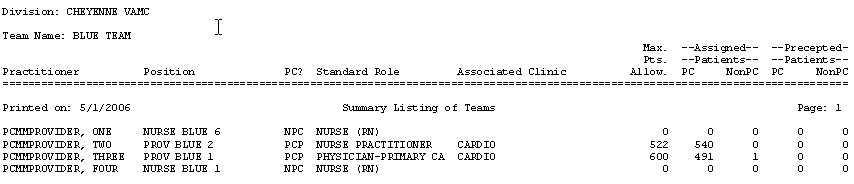 Division: CHEYENNE VAMC
Team Name: BLUE TEAM
Max. --Assigned-- --Precepted-
Pts. --Patients-- --Patients--
Practitioner Position PC? Standard Role Associated Clinic Allow. PC NonPC PC NonPC
Printed on: 5/1/2006 Summary Listing of Teams Page: 1
PCMMPROVIDER, ONE NURSE BLUE 6 NPC NURSE (RN) 0 0 0 0 0
PCMMPROVIDER, TWO PROV BLUE 2 PCP NURSE PRACTITIONER CARDIO 522 540 0 0 0
PCMMPROVIDER, THREE PROV BLUE 1 PCP PHYSICIAN-PRIMARY CA CARDIO 600 491 1 0 0
PCMMPROVIDER, FOUR NURSE BLUE 1 NPC NURSE (RN) 0 0 0 0 0